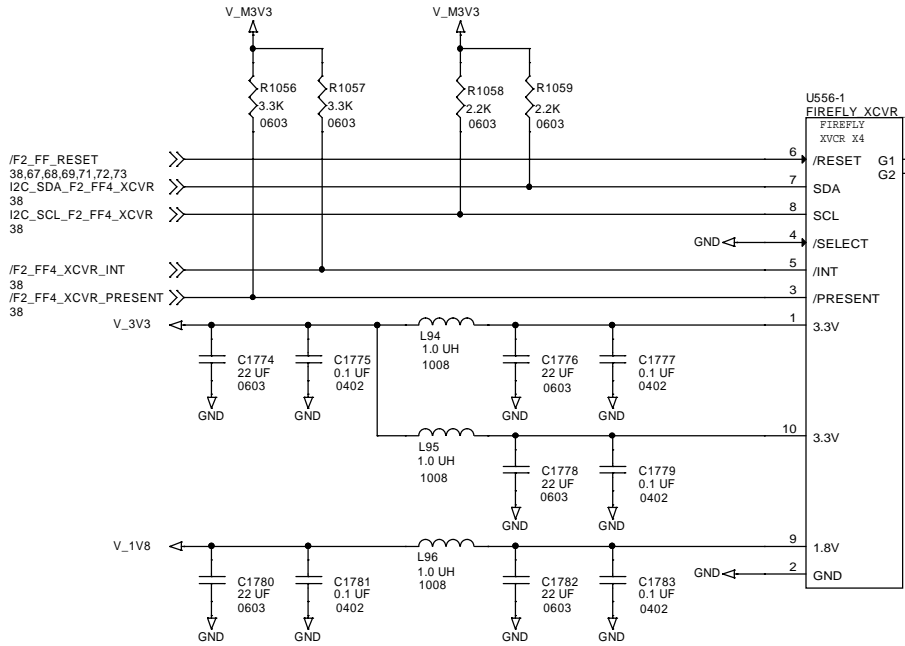 V_M3V3
V_M3V3
R1056
3.3K
0603
R1057
3.3K
0603
R1058
2.2K
0603
R1059
2.2K
0603
U556-1
FIREFLY_XCVR
FIREFLY
XVCR X4
/F2_FF_RESET
38,67,68,69,71,72,73
6
/RESET
G1
G2
I2C_SDA_F2_FF4_XCVR
38
7
SDA
I2C_SCL_F2_FF4_XCVR
38
8
SCL
GND
4
/SELECT
/F2_FF4_XCVR_INT
38
5
/INT
/F2_FF4_XCVR_PRESENT
38
3
/PRESENT
V_3V3
1
3.3V
L94
1.0 UH
1008
C1774
22 UF
0603
GND
C1775
0.1 UF
0402
GND
C1776
22 UF
0603
GND
C1777
0.1 UF
0402
GND
10
3.3V
L95
1.0 UH
1008
C1778
22 UF
0603
GND
C1779
0.1 UF
0402
GND
V_1V8
9
1.8V
L96
1.0 UH
1008
GND
2
GND
C1780
22 UF
0603
GND
C1781
0.1 UF
0402
GND
C1782
22 UF
0603
GND
C1783
0.1 UF
0402
GND